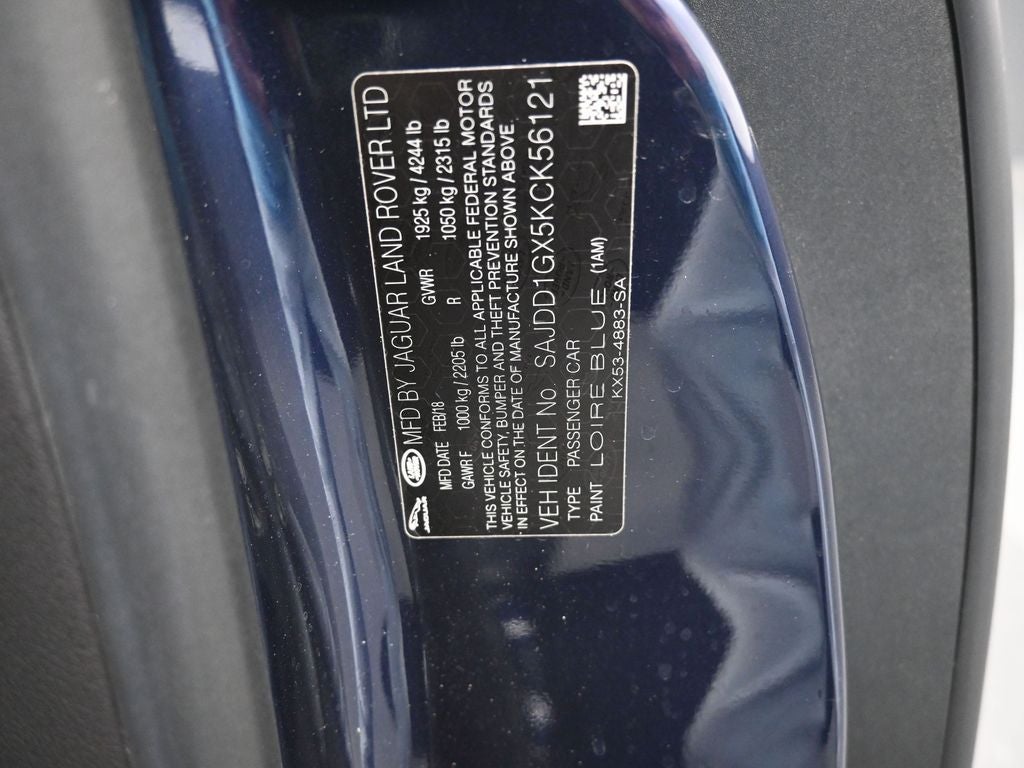 MFD BY JAGUAR LAND ROVER LTD
MFD DATE FEB/18 GVWR 1925 kg / 4244 lb
GAWR F 1000 kg / 2205 lb R 1050 kg / 2315 lb
THIS VEHICLE CONFORMS TO ALL APPLICABLE FEDERAL MOTOR
VEHICLE SAFETY, BUMPER AND THEFT PREVENTION STANDARDS
IN EFFECT ON THE DATE OF MANUFACTURE SHOWN ABOVE
VEH IDENT No. SAJDD1GX5KCK56121
TYPE PASSENGER CAR
PAINT LOIRE BLUE (1AM)
KX53-4883-SA